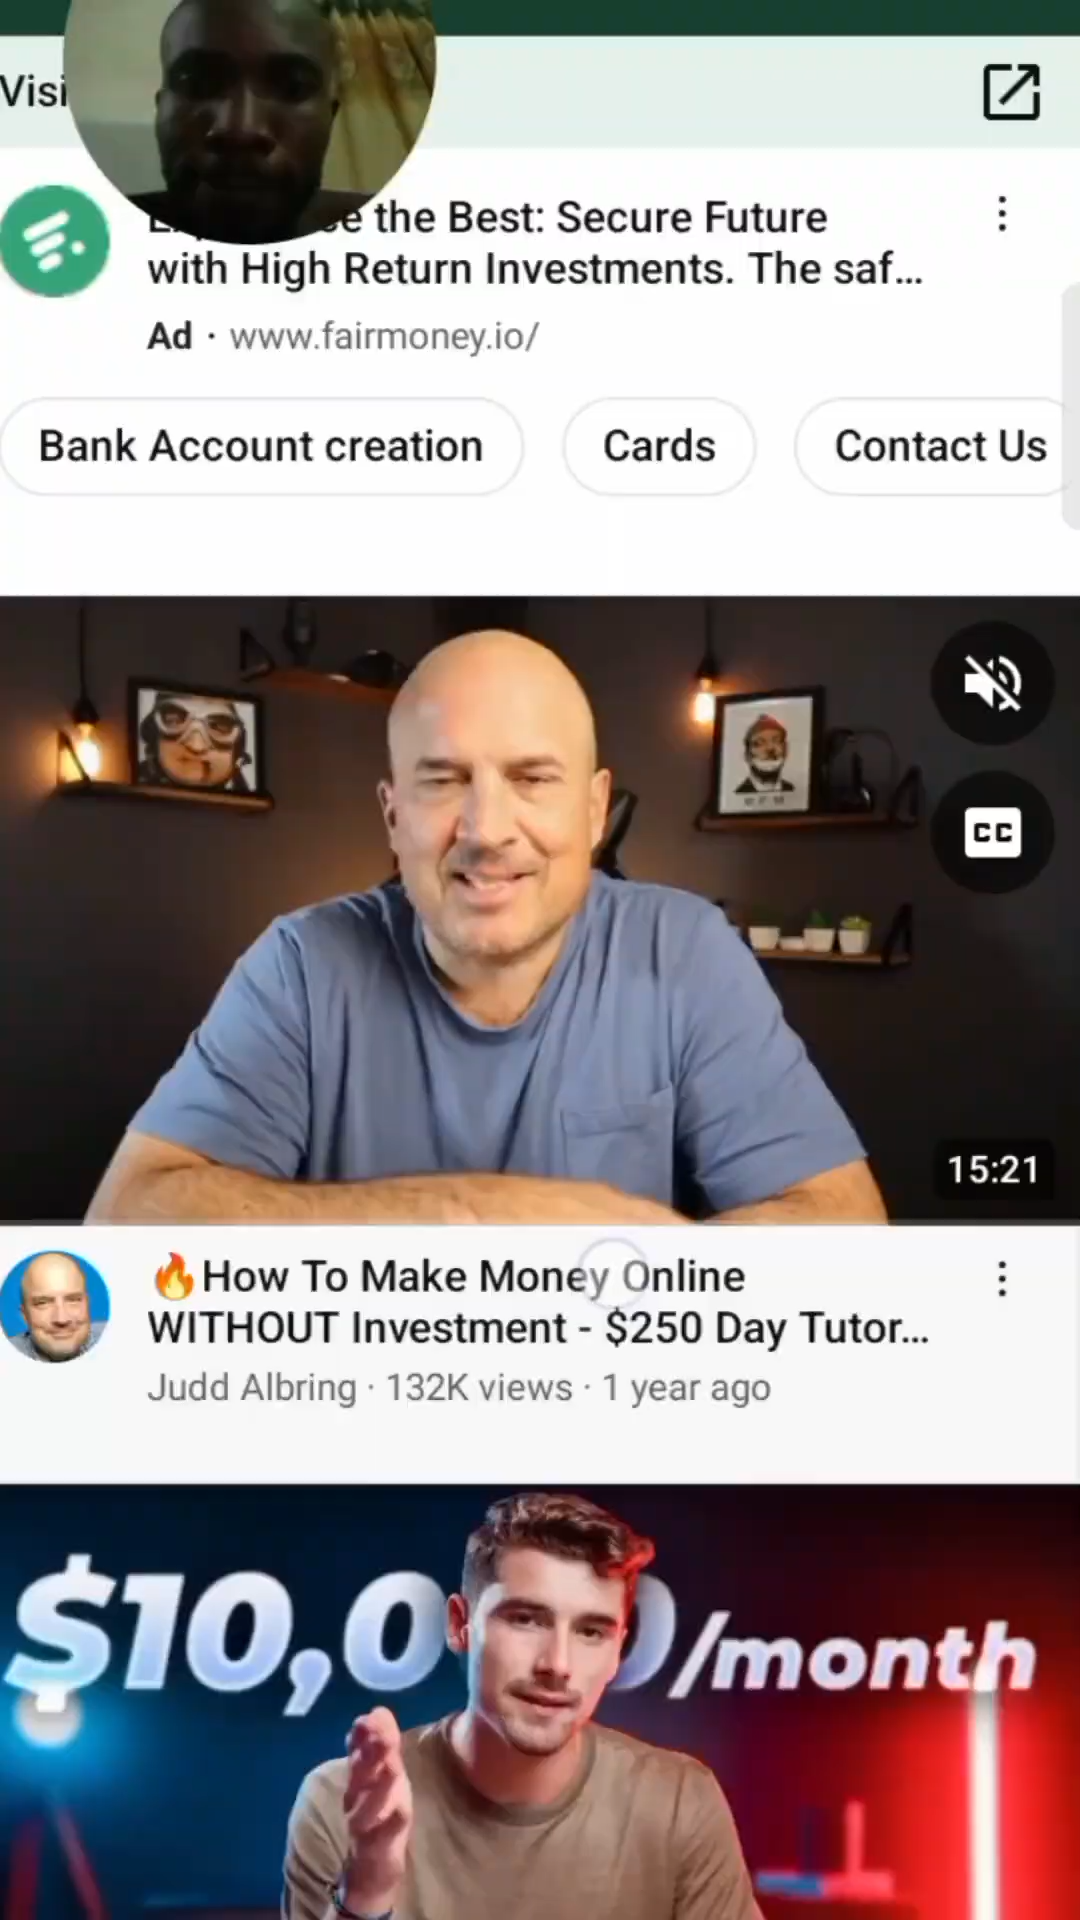 Visi
the Best: Secure Future
with High Return Investments. The saf...
Ad · www.fairmoney.io/
Bank Account creation
Cards
Contact Us
CC
15:21
🔥How To Make Money Online
WITHOUT Investment - $250 Day Tutor...
Judd Albring · 132K views · 1 year ago
/month